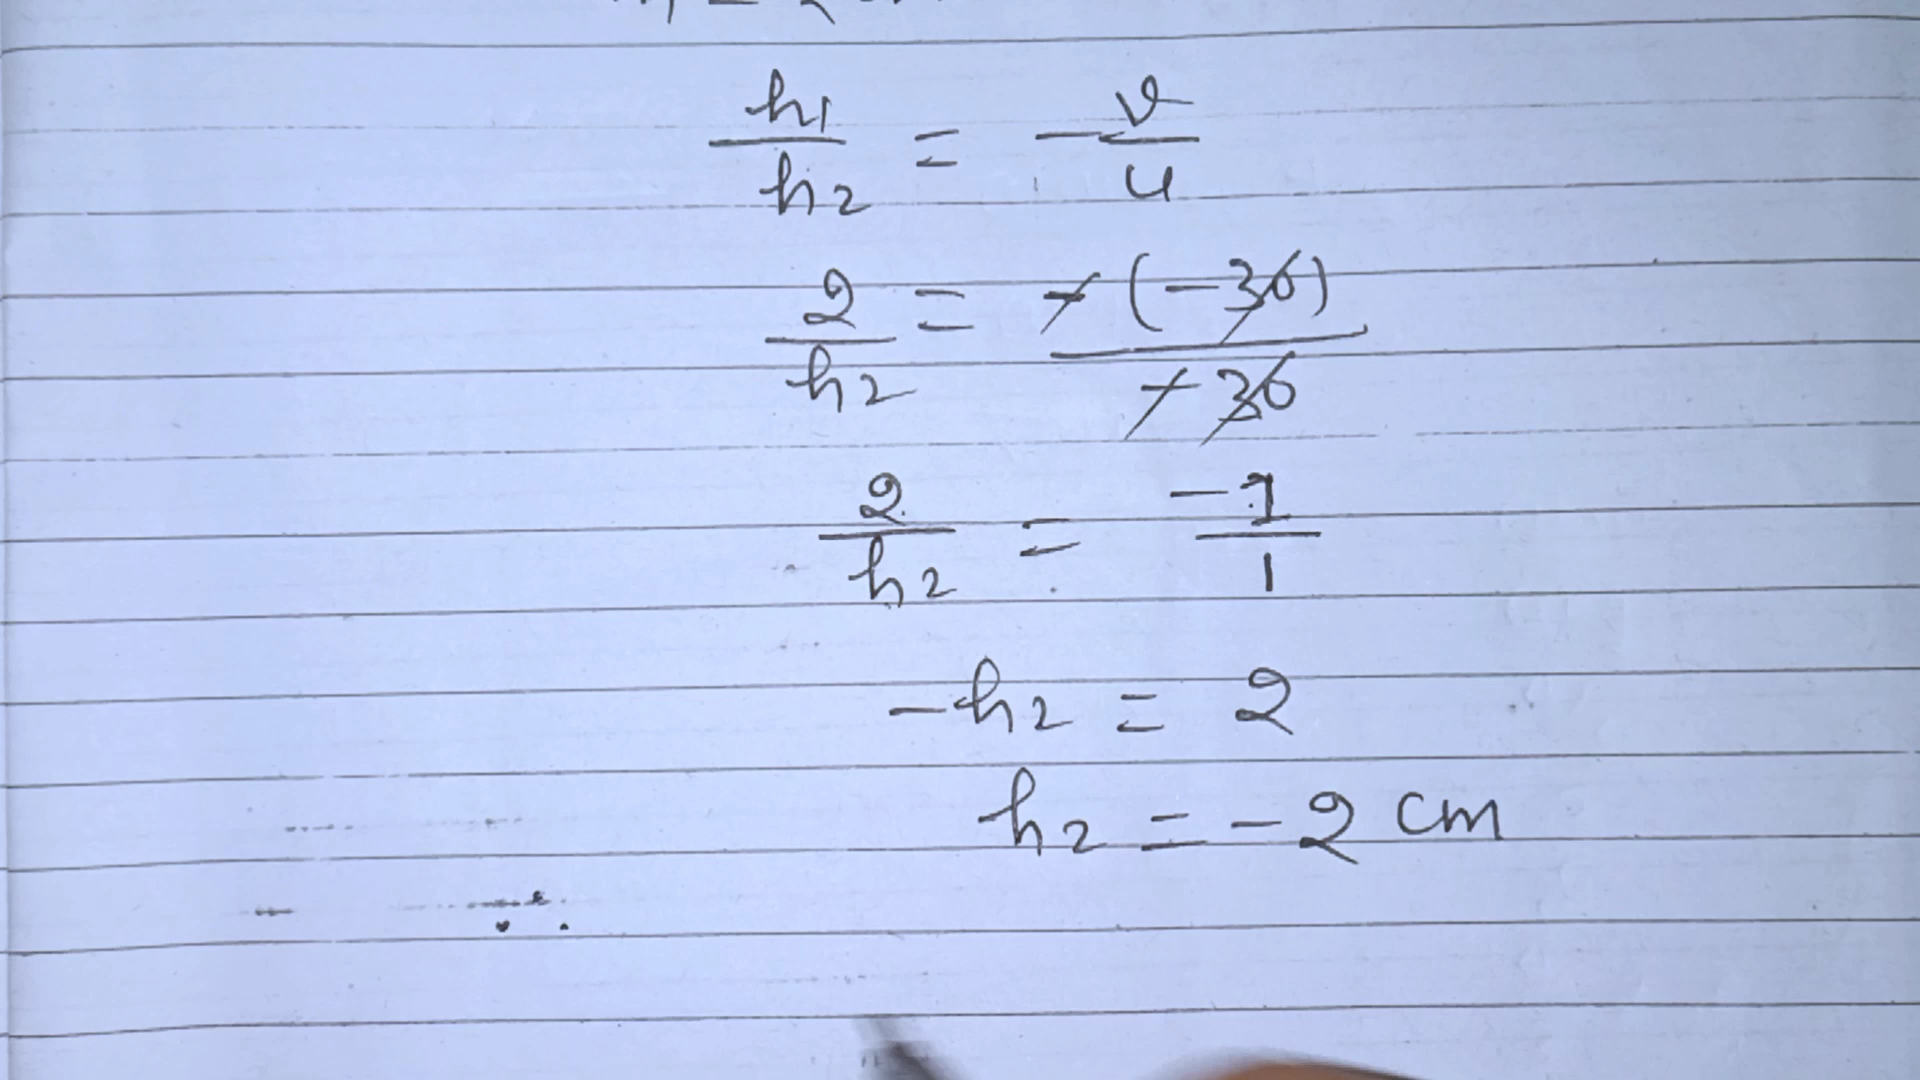 h1/h2 = -v/u
2/h2 = -(-30)/-30
2/h2 = -1/1
-h2 = 2
h2 = -2 cm